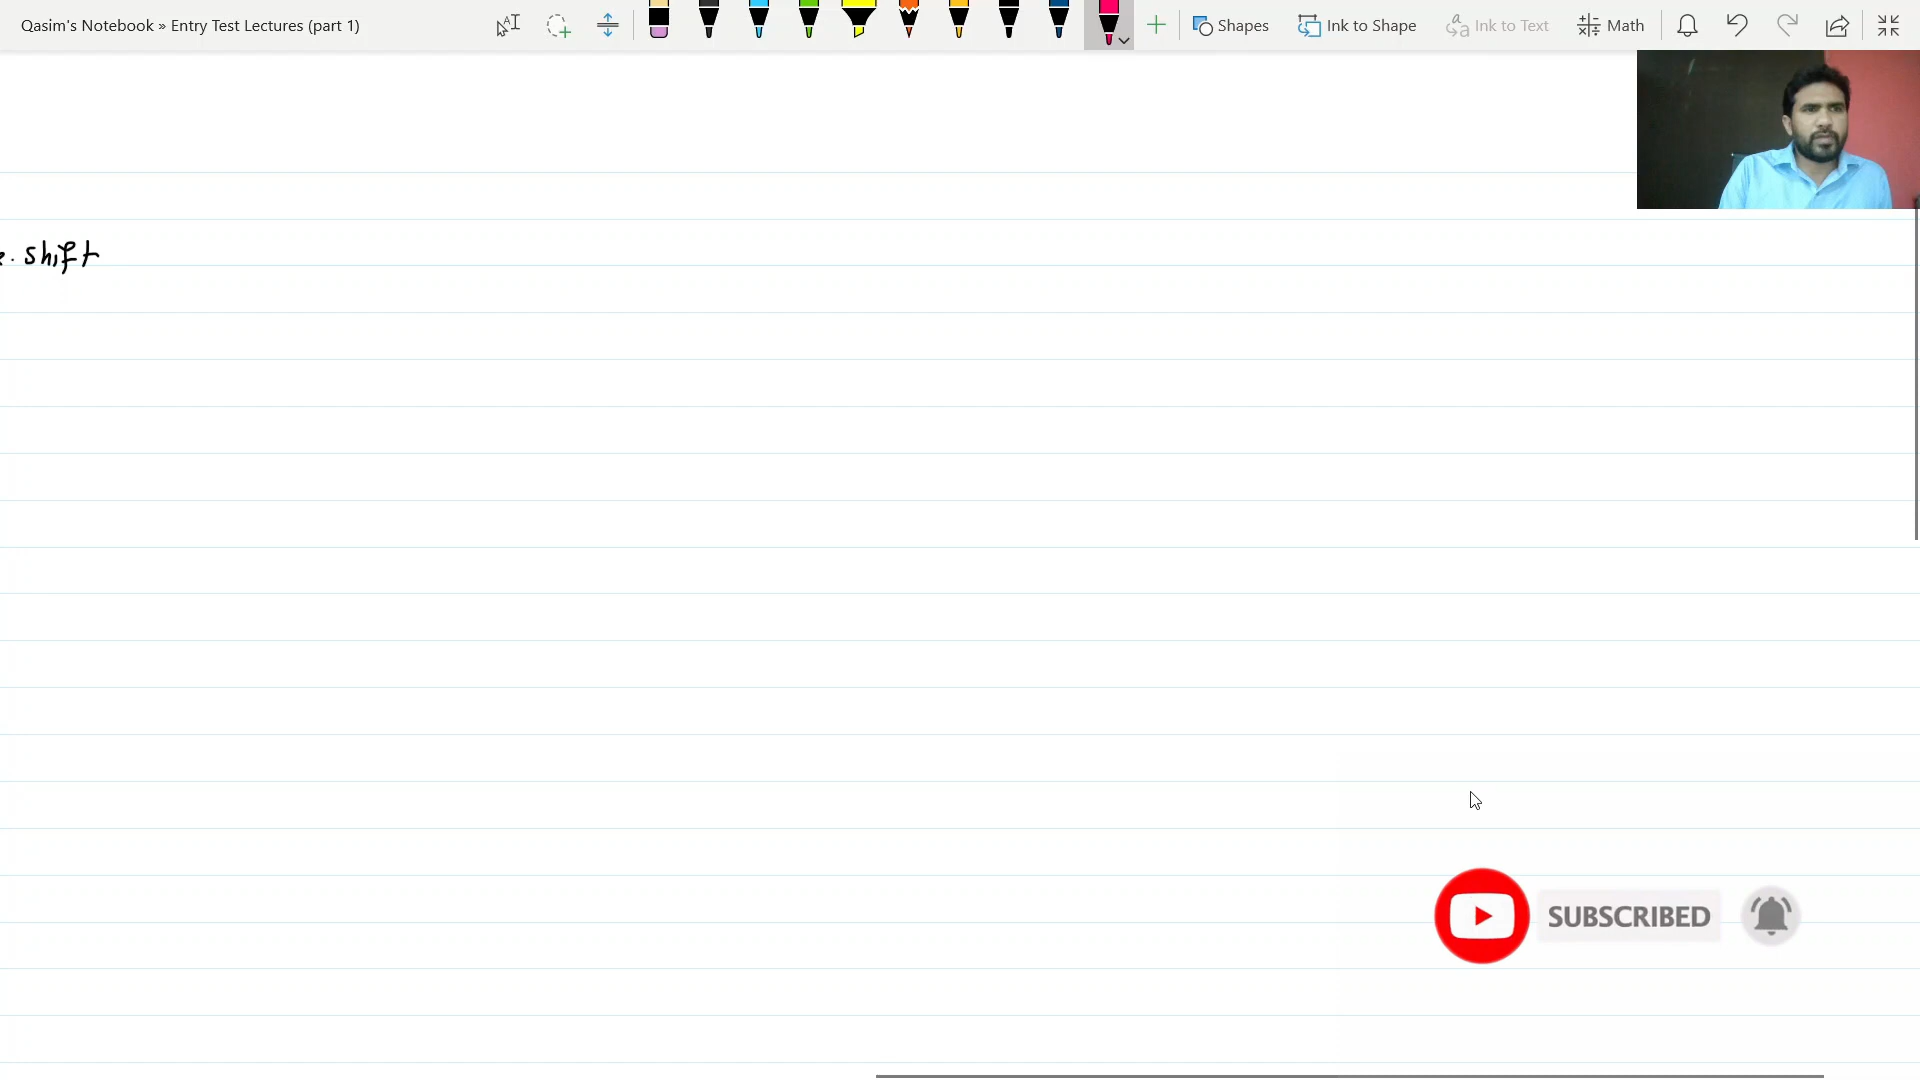 Qasim's Notebook » Entry Test Lectures (part 1)
Shapes
Ink to Shape
Ink to Text
Math
shift
SUBSCRIBED